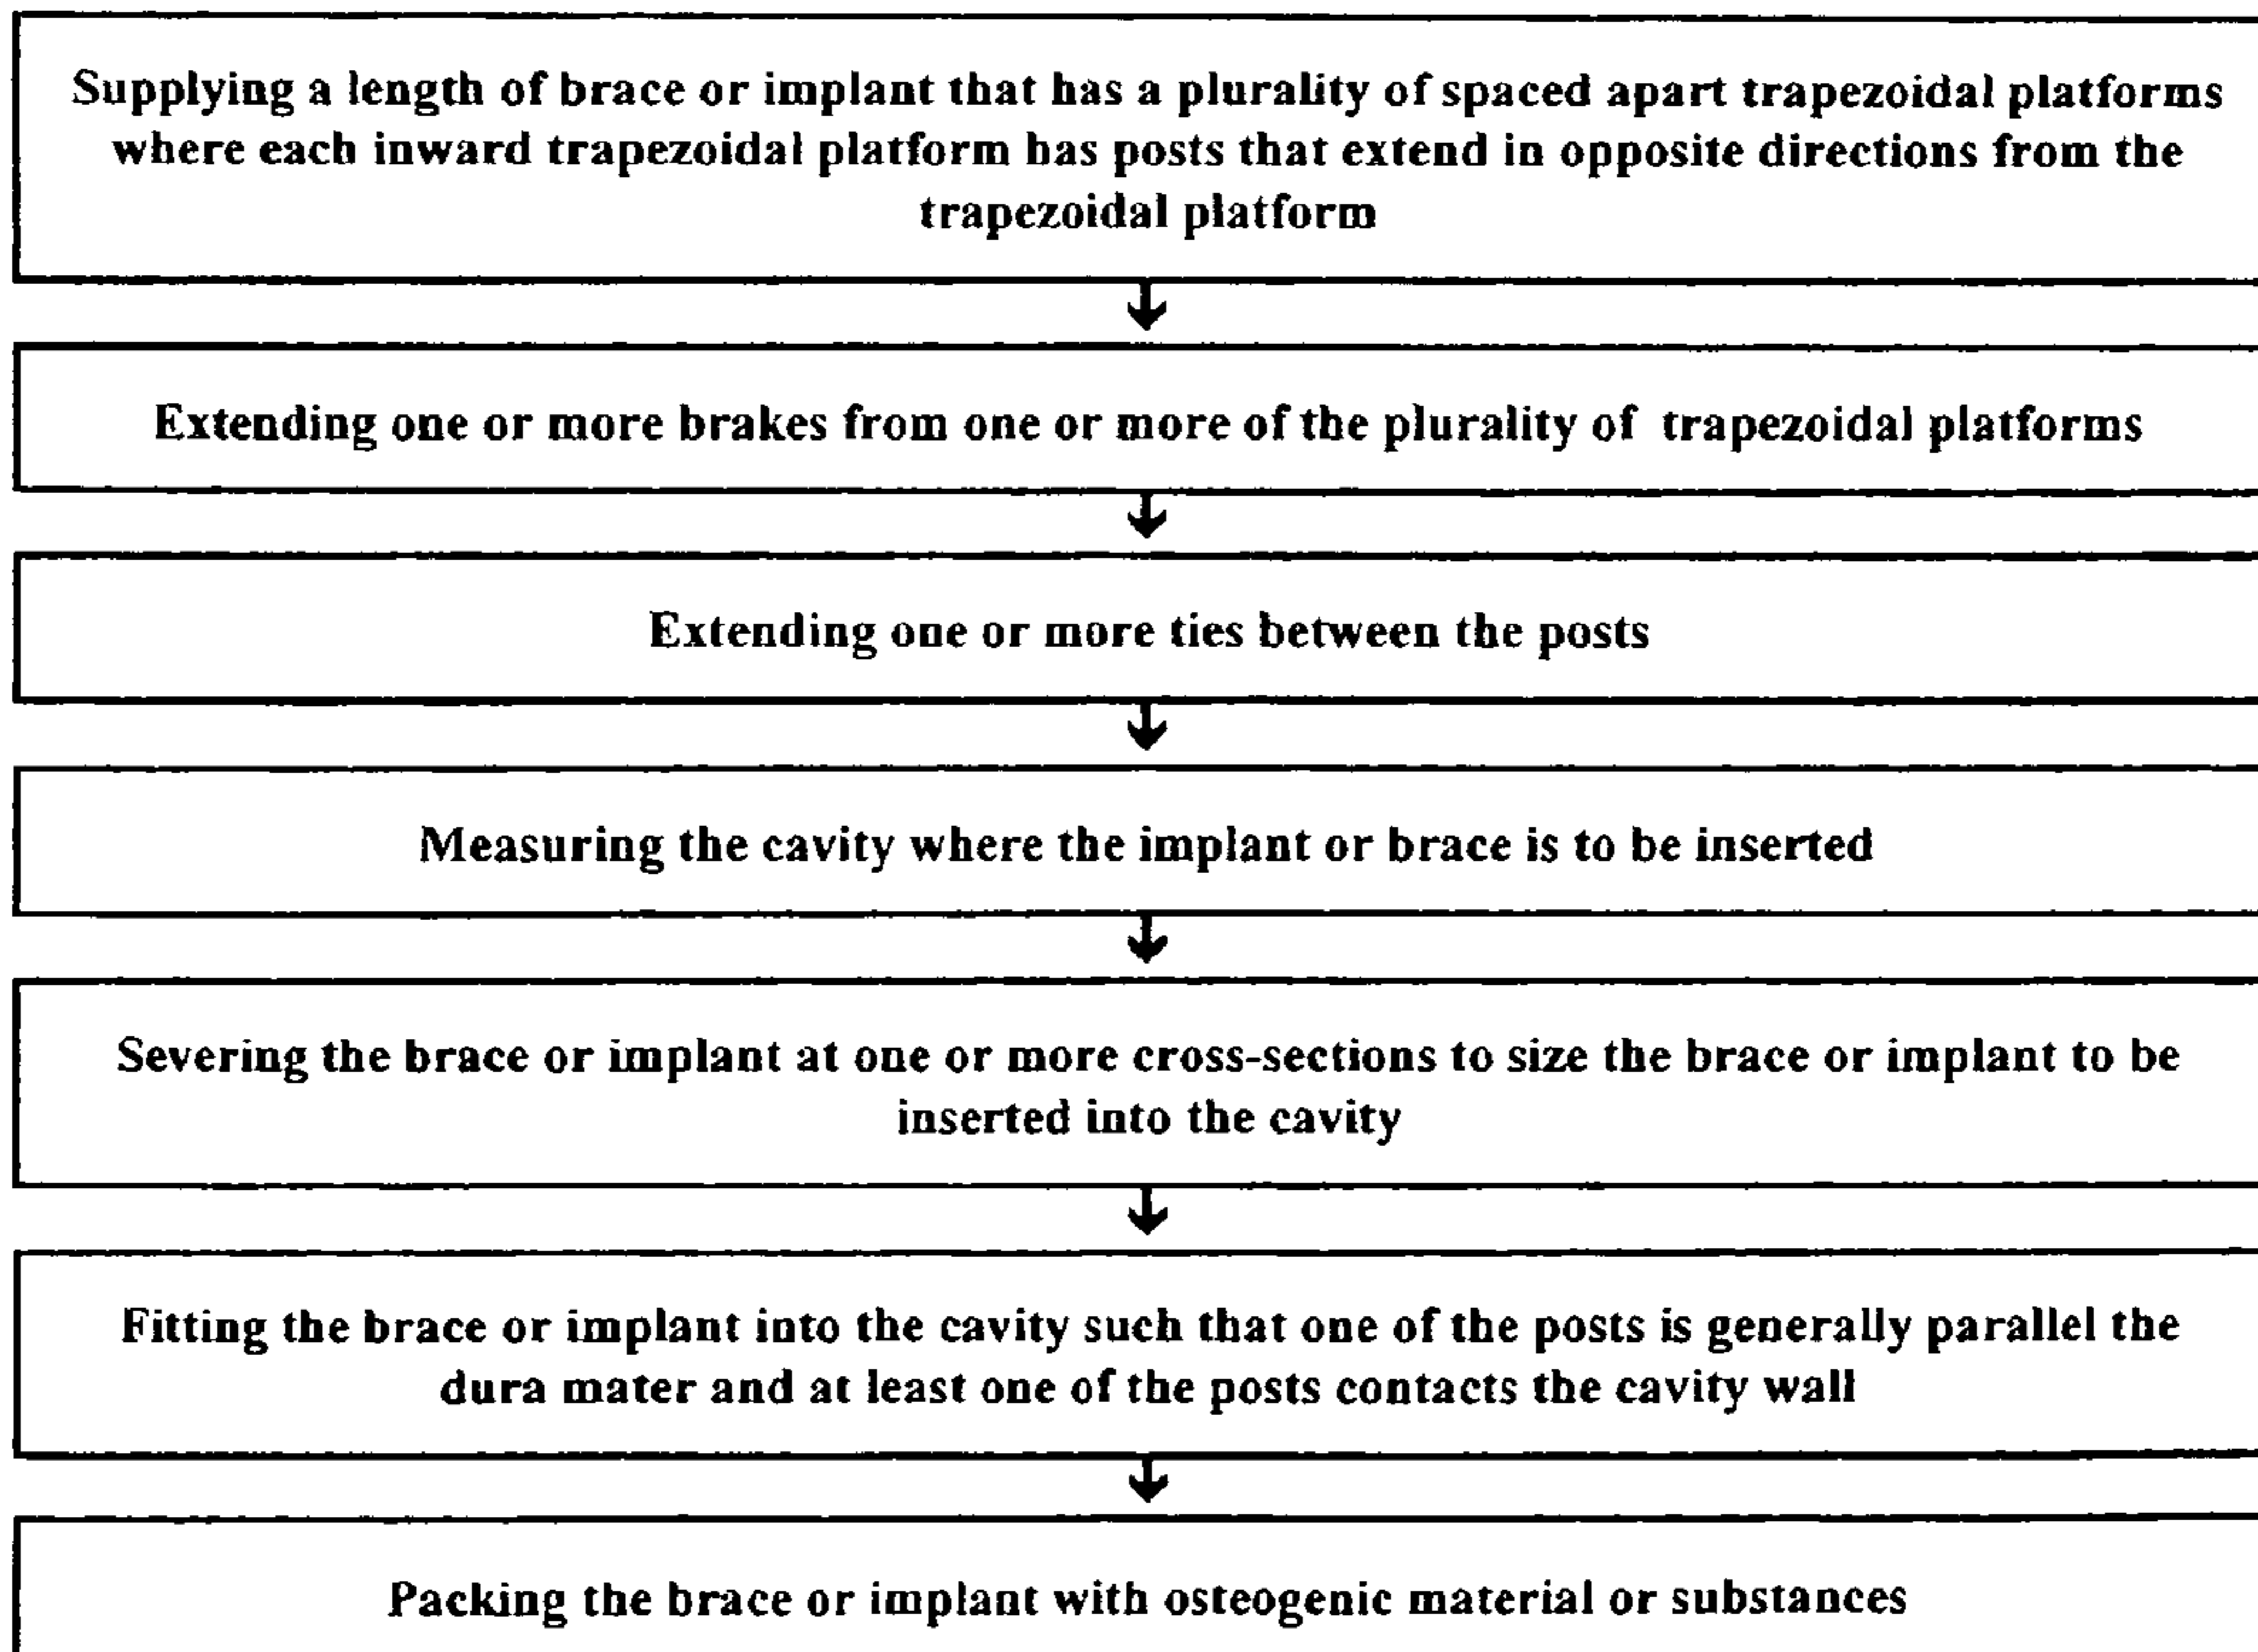 Supplying a length of brace or implant that has a plurality of spaced apart trapezoidal platforms
where each inward trapezoidal platform has posts that extend in opposite directions from the
trapezoidal platform
Extending one or more brakes from one or more of the plurality of trapezoidal platforms
Extending one or more ties between the posts
Measuring the cavity where the implant or brace is to be inserted
Severing the brace or implant at one or more cross-sections to size the brace or implant to be
inserted into the cavity
Fitting the brace or implant into the cavity such that one of the posts is generally parallel the
dura mater and at least one of the posts contacts the cavity wall
Packing the brace or implant with osteogenic material or substances